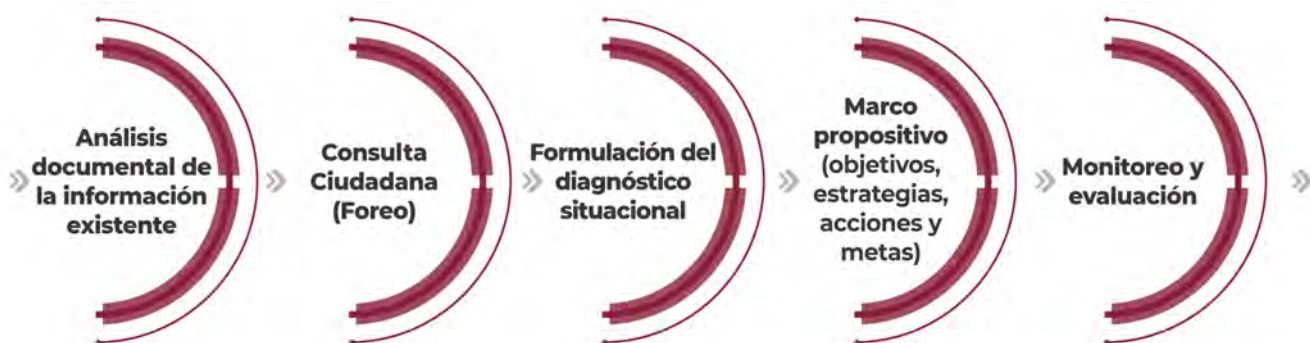 Análisis
documental de
la información
existente
Consulta
Ciudadana
(Foreo)
Formulación del
diagnóstico
situacional
Marco
propositivo
(objetivos,
estrategias,
acciones y
metas)
Monitoreo y
evaluación